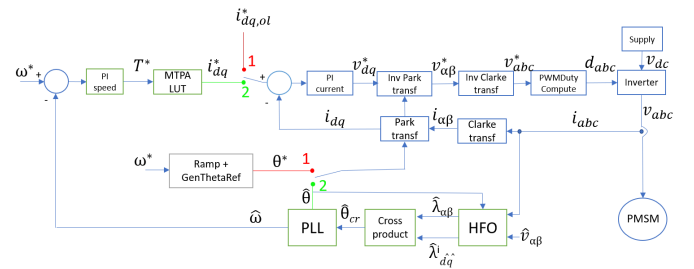 i*dq,ol
Supply
ω* + PI speed T* MTPA LUT i*dq 1 2 + PI current v*dq Inv Park transf v*αβ Inv Clarke transf v*abc PWMDuty Compute dabc Inverter vdc
-
-
idq Park transf iαβ Clarke transf iabc vabc
ω* Ramp + GenThetaRef θ* 1
2
θ̂
PMSM
ω̂ PLL θ̂cr Cross product λ̂αβ HFO v̂αβ
λ̂id̂q̂